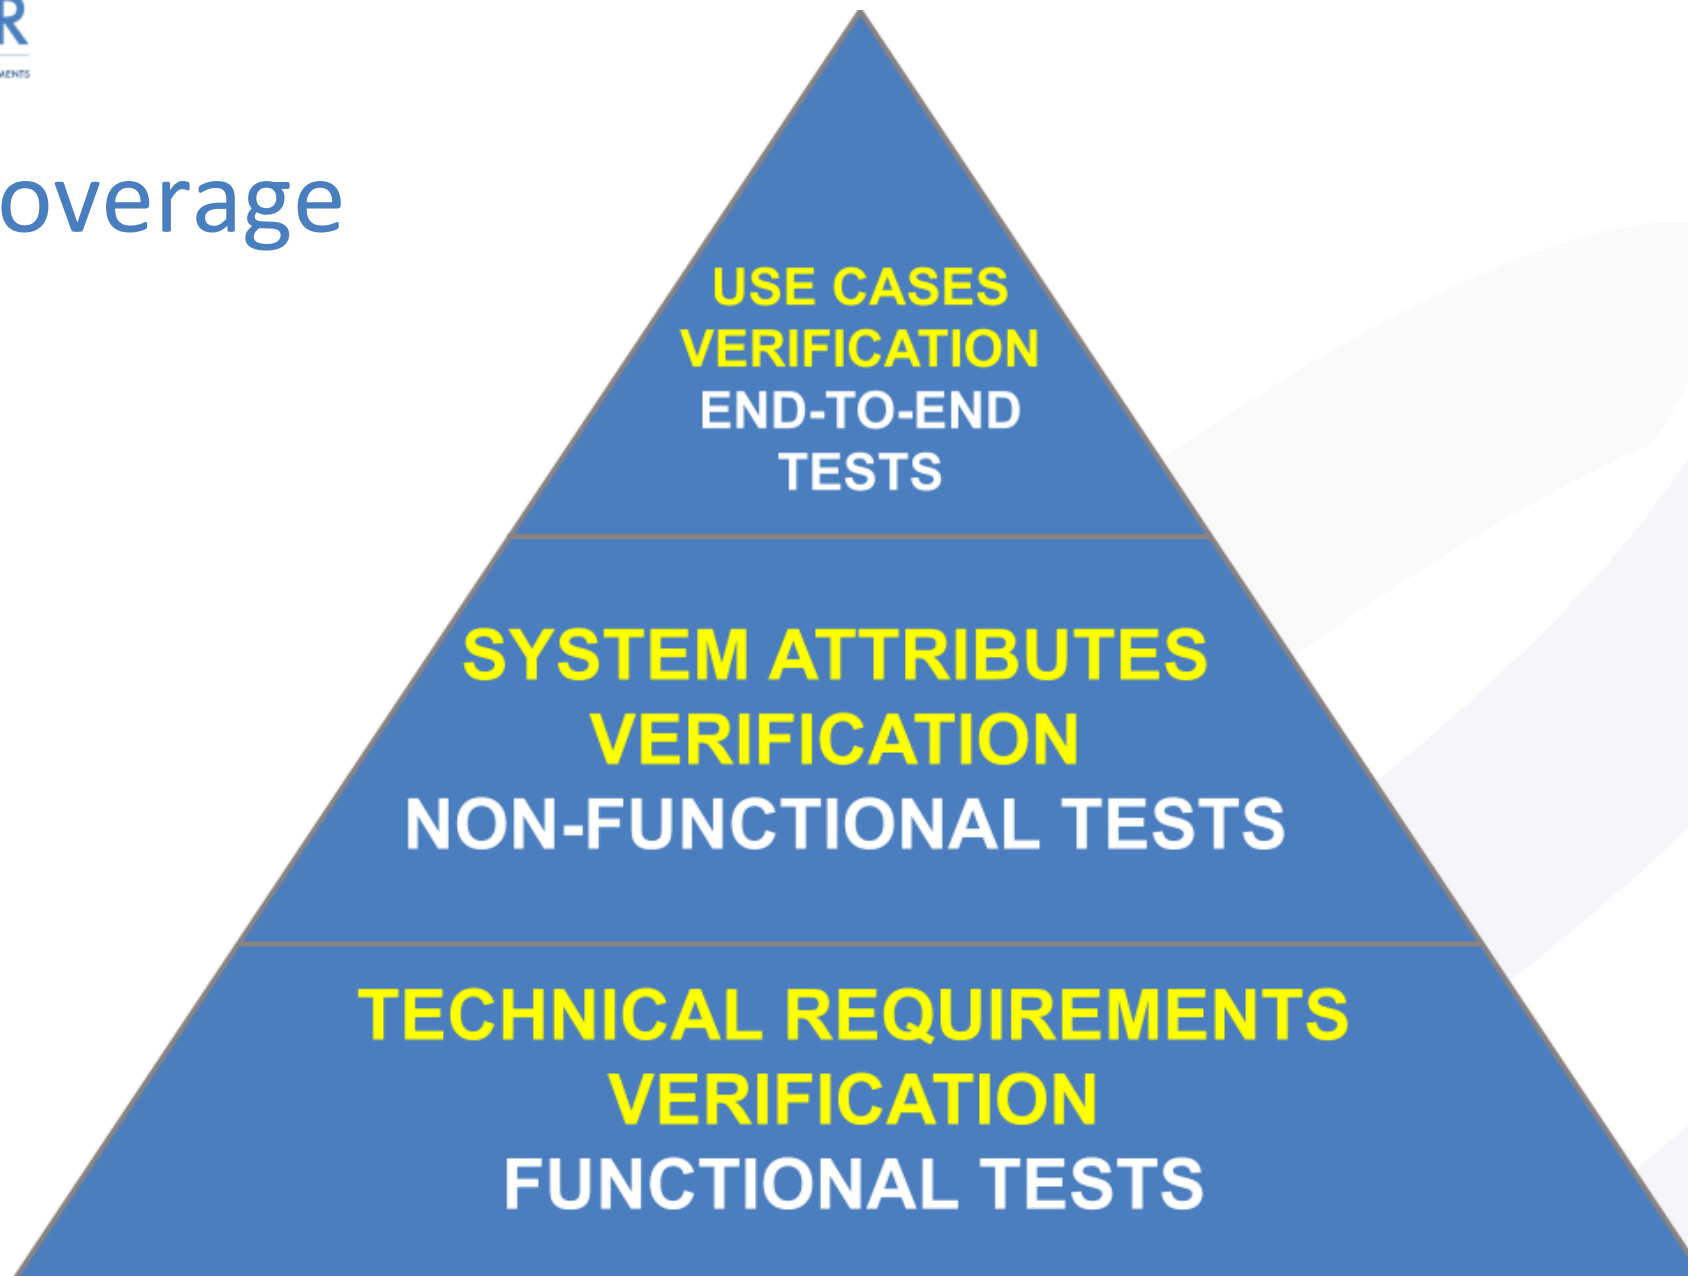 R
MENTS
overage
USE CASES
VERIFICATION
END-TO-END
TESTS
SYSTEM ATTRIBUTES
VERIFICATION
NON-FUNCTIONAL TESTS
TECHNICAL REQUIREMENTS
VERIFICATION
FUNCTIONAL TESTS